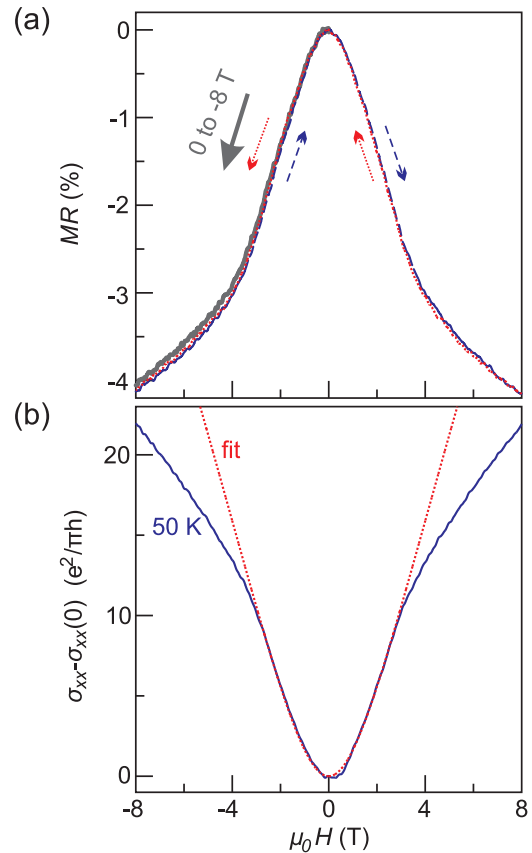 (a)
0
-1
-2
-3
-4
MR (%)
0 to -8 T
(b)
20
10
0
σxx-σxx(0) (e²/πh)
fit
50 K
-8 -4 0 4 8
μ₀H (T)